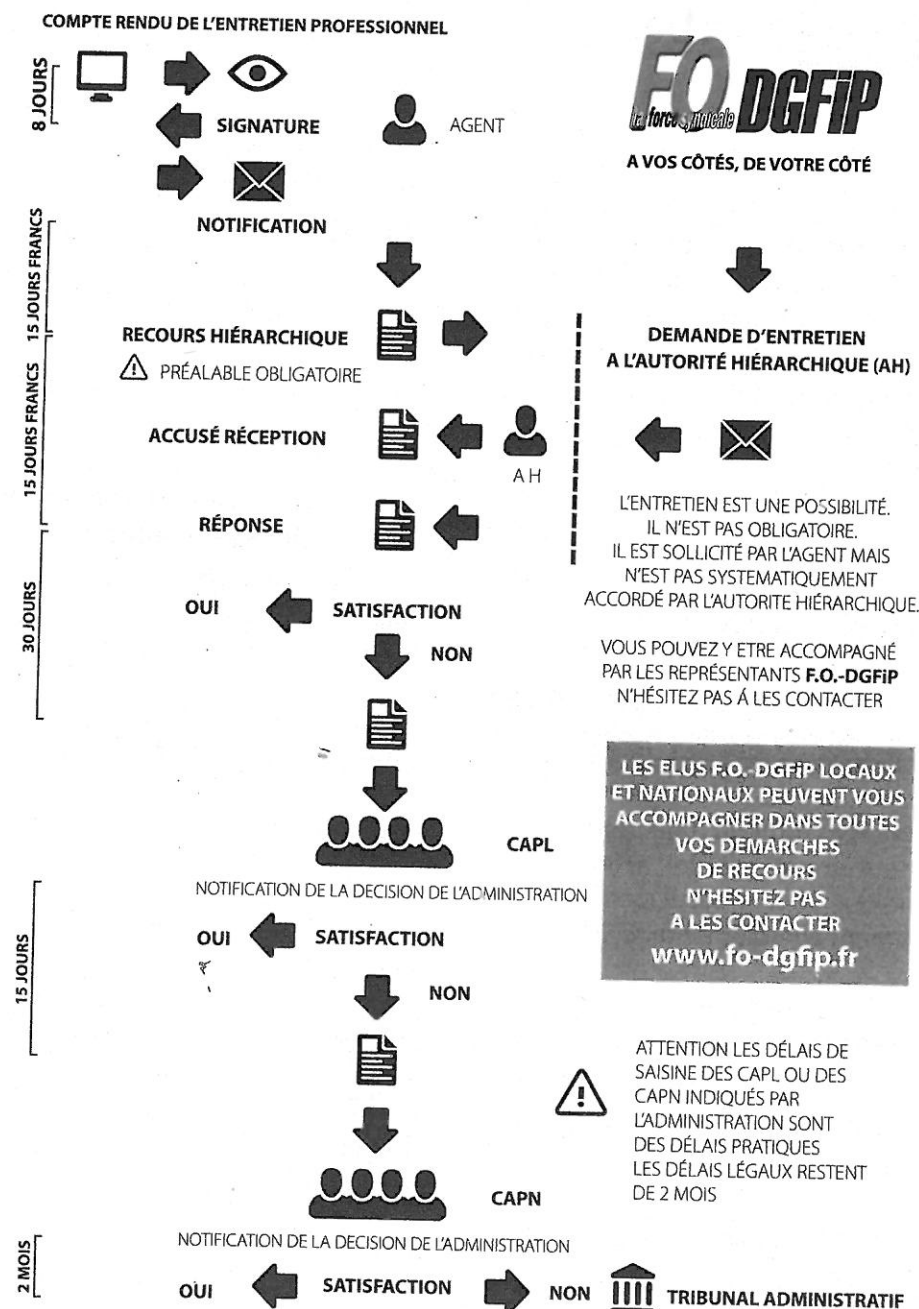 COMPTE RENDU DE L'ENTRETIEN PROFESSIONNEL
8 JOURS
SIGNATURE
AGENT
NOTIFICATION
FO
la force syndicale
DGFiP
A VOS CÔTÉS, DE VOTRE CÔTÉ
15 JOURS FRANCS
RECOURS HIÉRARCHIQUE
PRÉALABLE OBLIGATOIRE
15 JOURS FRANCS
ACCUSÉ RÉCEPTION
A H
RÉPONSE
DEMANDE D'ENTRETIEN
A L'AUTORITÉ HIÉRARCHIQUE (AH)
L'ENTRETIEN EST UNE POSSIBILITÉ.
IL N'EST PAS OBLIGATOIRE.
IL EST SOLLICITÉ PAR L'AGENT MAIS
N'EST PAS SYSTEMATIQUEMENT
ACCORDÉ PAR L'AUTORITE HIÉRARCHIQUE.
VOUS POUVEZ Y ETRE ACCOMPAGNÉ
PAR LES REPRÉSENTANTS F.O.-DGFiP
N'HÉSITEZ PAS Á LES CONTACTER
30 JOURS
OUI
SATISFACTION
NON
CAPL
LES ELUS F.O.-DGFiP LOCAUX
ET NATIONAUX PEUVENT VOUS
ACCOMPAGNER DANS TOUTES
VOS DEMARCHES
DE RECOURS
N'HESITEZ PAS
A LES CONTACTER
www.fo-dgfip.fr
NOTIFICATION DE LA DECISION DE L'ADMINISTRATION
15 JOURS
OUI
SATISFACTION
NON
CAPN
ATTENTION LES DÉLAIS DE
SAISINE DES CAPL OU DES
CAPN INDIQUÉS PAR
L'ADMINISTRATION SONT
DES DÉLAIS PRATIQUES
LES DÉLAIS LÉGAUX RESTENT
DE 2 MOIS
NOTIFICATION DE LA DECISION DE L'ADMINISTRATION
2 MOIS
OUI
SATISFACTION
NON
TRIBUNAL ADMINISTRATIF